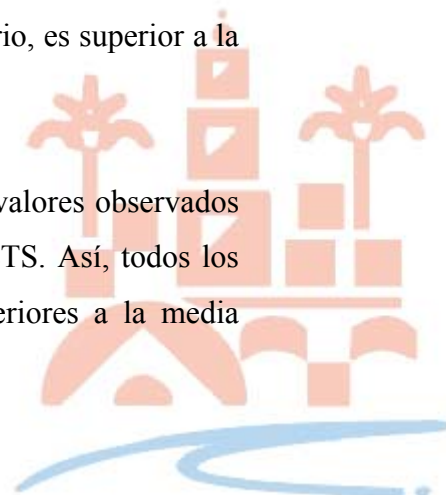 rio, es superior a la
valores observados
TS. Así, todos los
eriores a la media